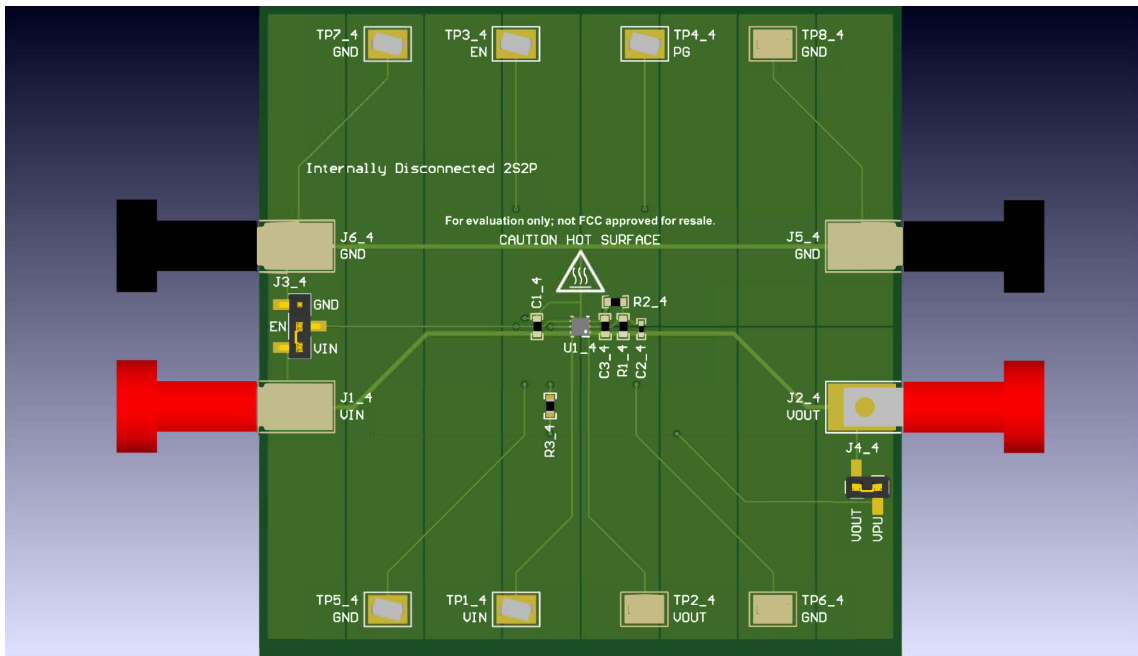 TP7_4
GND
TP3_4
EN
TP4_4
PG
TP8_4
GND
Internally Disconnected 2S2P
For evaluation only; not FCC approved for resale.
CAUTION HOT SURFACE
J6_4
GND
J5_4
GND
J3_4
GND
EN
VIN
C1_4
R2_4
U1_4
C3_4
R1_4
C2_4
J1_4
VIN
J2_4
VOUT
R3_4
J4_4
VOUT
VPU
TP5_4
GND
TP1_4
VIN
TP2_4
VOUT
TP6_4
GND